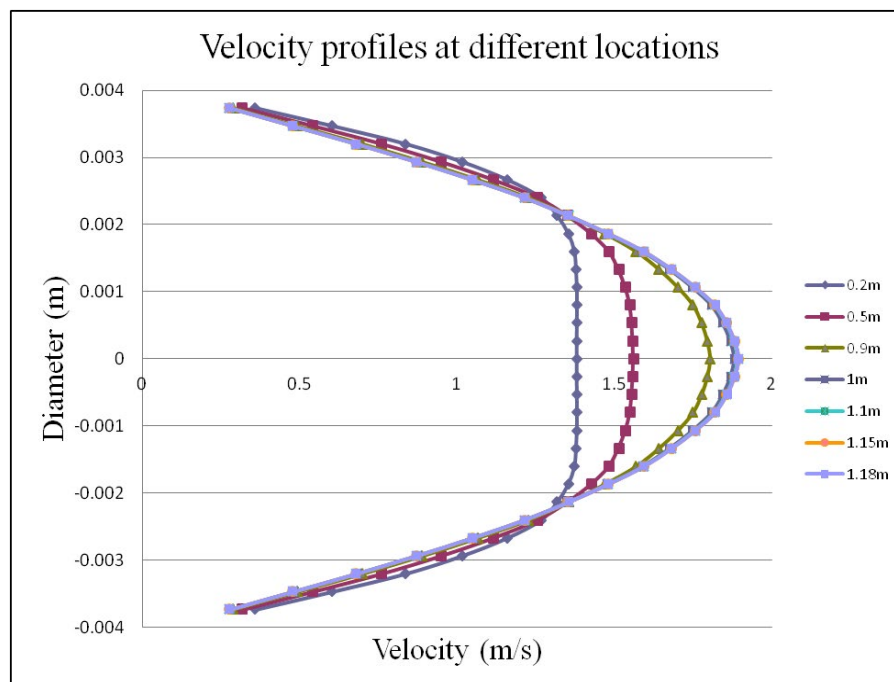 Velocity profiles at different locations
0.004
0.003
0.002
0.001
0
-0.001
-0.002
-0.003
-0.004
0
0.5
1
1.5
2
Diameter (m)
Velocity (m/s)
0.2m
0.5m
0.9m
1m
1.1m
1.15m
1.18m